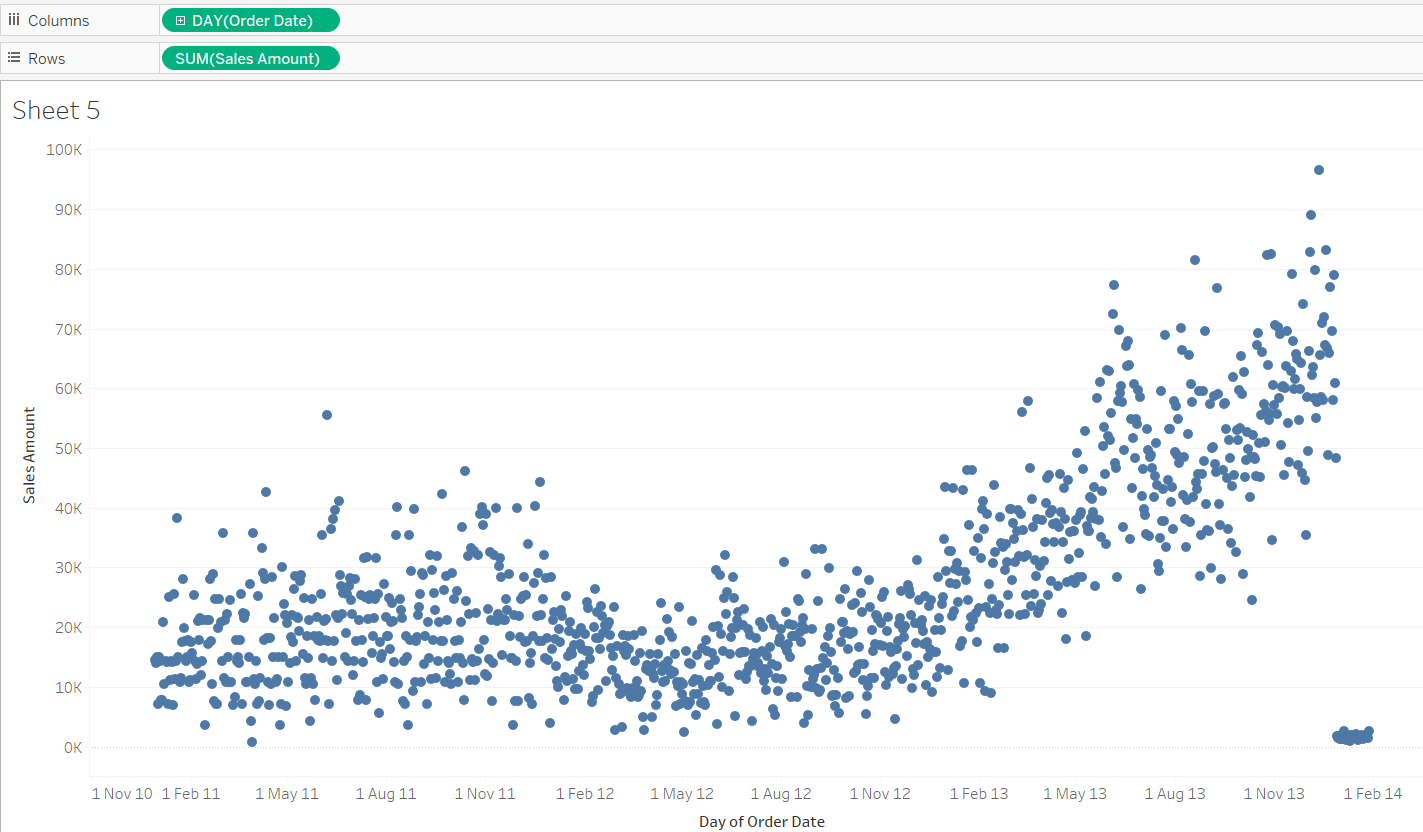 Columns
DAY(Order Date)
Rows
SUM(Sales Amount)
Sheet 5
100K
90K
80K
70K
60K
50K
40K
30K
20K
10K
0K
Sales Amount
1 Nov 10 1 Feb 11 1 May 11 1 Aug 11 1 Nov 11 1 Feb 12 1 May 12 1 Aug 12 1 Nov 12 1 Feb 13 1 May 13 1 Aug 13 1 Nov 13 1 Feb 14
Day of Order Date